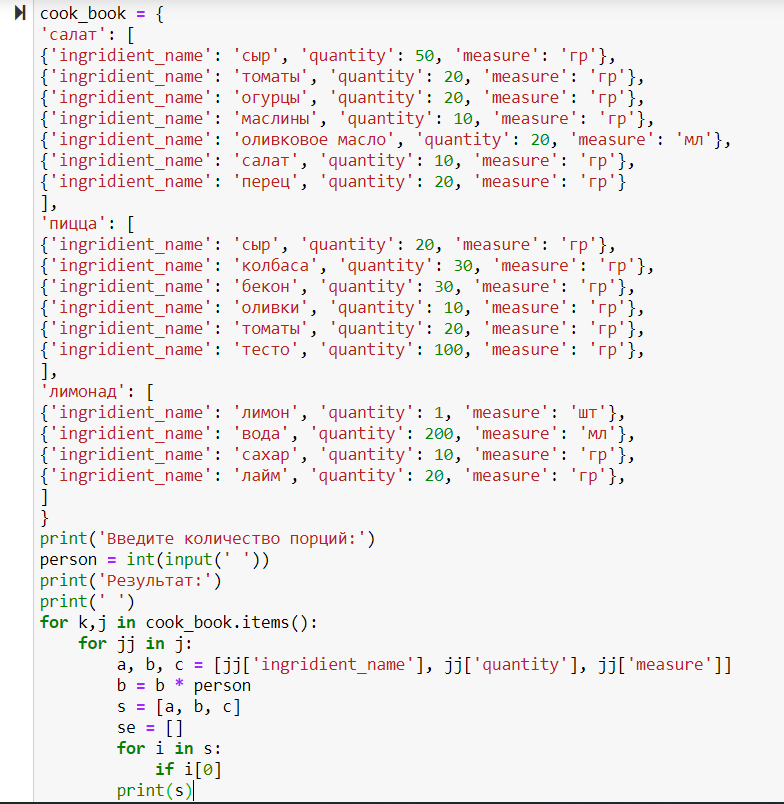 cook_book = {
'салат': [
{'ingridient_name': 'сыр', 'quantity': 50, 'measure': 'гр'},
{'ingridient_name': 'томаты', 'quantity': 20, 'measure': 'гр'},
{'ingridient_name': 'огурцы', 'quantity': 20, 'measure': 'гр'},
{'ingridient_name': 'маслины', 'quantity': 10, 'measure': 'гр'},
{'ingridient_name': 'оливковое масло', 'quantity': 20, 'measure': 'мл'},
{'ingridient_name': 'салат', 'quantity': 10, 'measure': 'гр'},
{'ingridient_name': 'перец', 'quantity': 20, 'measure': 'гр'}
],
'пицца': [
{'ingridient_name': 'сыр', 'quantity': 20, 'measure': 'гр'},
{'ingridient_name': 'колбаса', 'quantity': 30, 'measure': 'гр'},
{'ingridient_name': 'бекон', 'quantity': 30, 'measure': 'гр'},
{'ingridient_name': 'оливки', 'quantity': 10, 'measure': 'гр'},
{'ingridient_name': 'томаты', 'quantity': 20, 'measure': 'гр'},
{'ingridient_name': 'тесто', 'quantity': 100, 'measure': 'гр'},
],
'лимонад': [
{'ingridient_name': 'лимон', 'quantity': 1, 'measure': 'шт'},
{'ingridient_name': 'вода', 'quantity': 200, 'measure': 'мл'},
{'ingridient_name': 'сахар', 'quantity': 10, 'measure': 'гр'},
{'ingridient_name': 'лайм', 'quantity': 20, 'measure': 'гр'},
]
}
print('Введите количество порций:')
person = int(input(' '))
print('Результат:')
print(' ')
for k,j in cook_book.items():
    for jj in j:
        a, b, c = [jj['ingridient_name'], jj['quantity'], jj['measure']]
        b = b * person
        s = [a, b, c]
        se = []
        for i in s:
            if i[0]
        print(s)